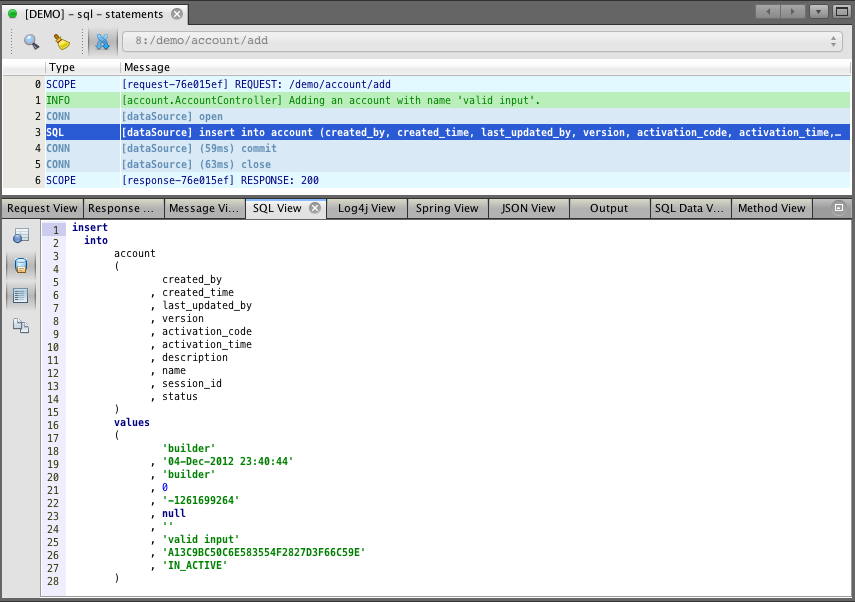 [DEMO] - sql - statements
8:/demo/account/add
Type Message
0 SCOPE [request-76e015ef] REQUEST: /demo/account/add
1 INFO [account.AccountController] Adding an account with name 'valid input'.
2 CONN [dataSource] open
3 SQL [dataSource] insert into account (created_by, created_time, last_updated_by, version, activation_code, activation_time,…
4 CONN [dataSource] (59ms) commit
5 CONN [dataSource] (63ms) close
6 SCOPE [response-76e015ef] RESPONSE: 200
Request View Response ... Message Vi... SQL View Log4j View Spring View JSON View Output SQL Data V... Method View
1 insert
2 into
3 account
4 (
5 created_by
6 , created_time
7 , last_updated_by
8 , version
9 , activation_code
10 , activation_time
11 , description
12 , name
13 , session_id
14 , status
15 )
16 values
17 (
18 'builder'
19 , '04-Dec-2012 23:40:44'
20 , 'builder'
21 , 0
22 , '-1261699264'
23 , null
24 , ''
25 , 'valid input'
26 , 'A13C9BC50C6E583554F2827D3F66C59E'
27 , 'IN_ACTIVE'
28 )